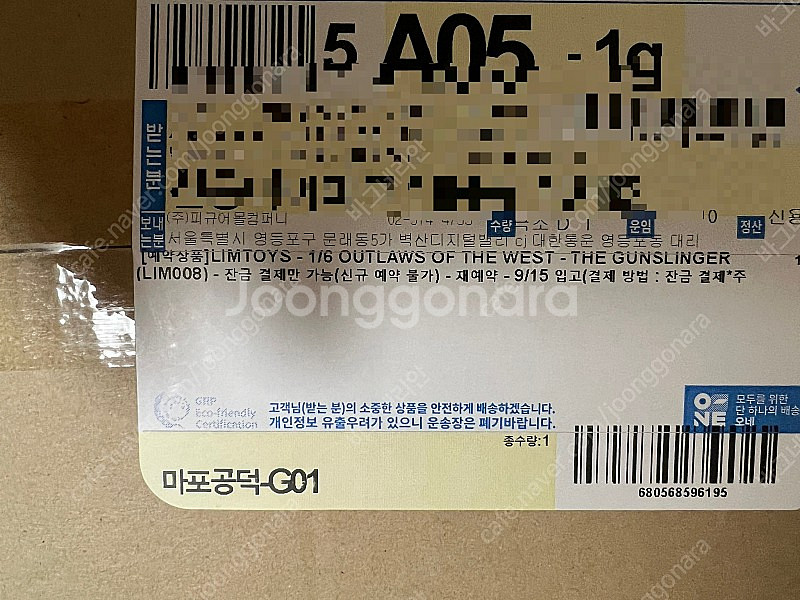 5 A05 -1g
받는분
보내는분
(주)피규어몰컴퍼니
수량
극소 D 1
운임
0
정산
신용
서울특별시 영등포구 문래동5가 벽산디지털밸리 cj 대한통운 영등포동 대리
[예약상품]LIMTOYS - 1/6 OUTLAWS OF THE WEST - THE GUNSLINGER
(LIM008) - 잔금 결제만 가능(신규 예약 불가) - 재예약 - 9/15 입고(결제 방법 : 잔금 결제*주
Joonggonara
GRP
Eco-friendly
Certification
고객님(받는 분)의 소중한 상품을 안전하게 배송하겠습니다.
개인정보 유출우려가 있으니 운송장은 폐기바랍니다.
O-NE
모두를 위한
단 하나의 배송
오네
총수량:1
마포공덕-G01
680568596195